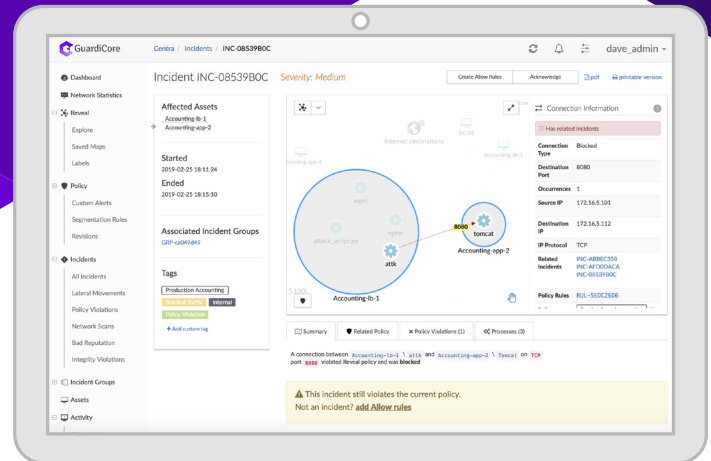 GuardiCore
Centra / Incidents / INC-08539B0C
dave_admin
Dashboard
Network Statistics
Reveal
Explore
Saved Maps
Labels
Policy
Custom Alerts
Segmentation Rules
Revisions
Incidents
All Incidents
Lateral Movements
Policy Violations
Network Scans
Bad Reputation
Integrity Violations
Incident Groups
Assets
Activity
Incident INC-08539B0C Severity: Medium
Create Allow Rules Acknowledge pdf printable version
Affected Assets
Accounting-lb-1
Accounting-app-2
Started
2019-02-25 18:11:24
Ended
2019-02-25 18:15:10
Associated Incident Groups
GRP-ca049d49
Tags
Production Accounting
Blocked Traffic Internal
Policy Violation
+ Add custom tag
DC-01
Internet destinations
Accounting-db-1
wget
attack_script.py
nginx
attk
8080
tomcat
Accounting-app-2
Accounting-lb-1
Connection Information
Has related incidents
Connection Type Blocked
Destination Port 8080
Occurrences 1
Source IP 172.16.5.101
Destination IP 172.16.5.112
IP Protocol TCP
Related Incidents INC-ABBEC358
INC-AFD0DACA
INC-08539B0C
Policy Rules RUL-5E0C26D6
Summary Related Policy Policy Violations (1) Processes (3)
A connection between Accounting-lb-1 \ attk and Accounting-app-2 \ Tomcat on TCP
port 8080 violated Reveal policy and was blocked
This incident still violates the current policy.
Not an incident? add Allow rules